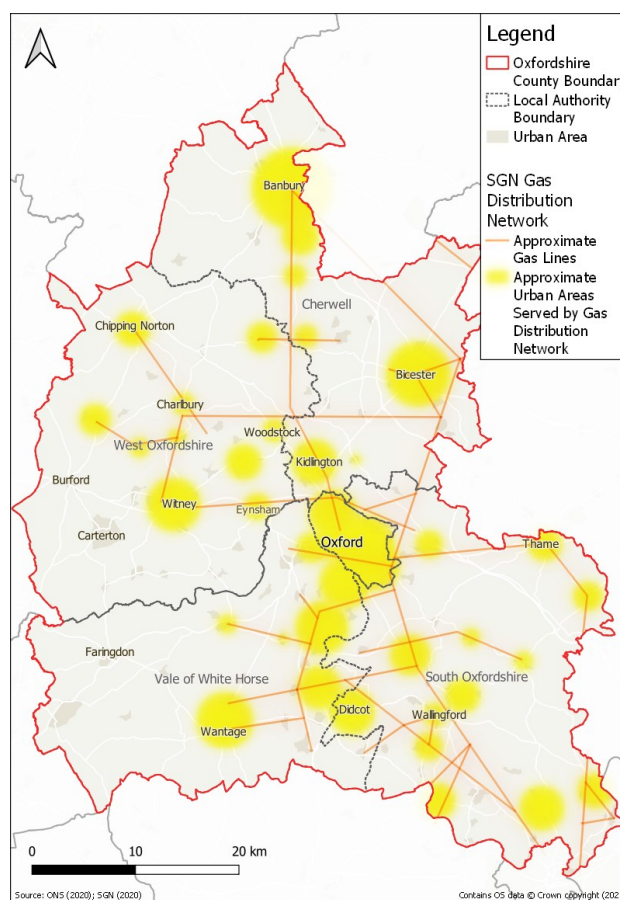 Legend
Oxfordshire
County Boundary
Local Authority
Boundary
Urban Area
SGN Gas
Distribution
Network
Approximate
Gas Lines
Approximate
Urban Areas
Served by Gas
Distribution
Network
Banbury
Cherwell
Chipping Norton
Bicester
Charlbury
Woodstock
West Oxfordshire
Kidlington
Burford
Witney
Eynsham
Carterton
Oxford
Thame
Faringdon
Vale of White Horse
South Oxfordshire
Didcot
Wallingford
Wantage
0 10 20 km
Source: ONS (2020); SGN (2020)
Contains OS data © Crown copyright (202